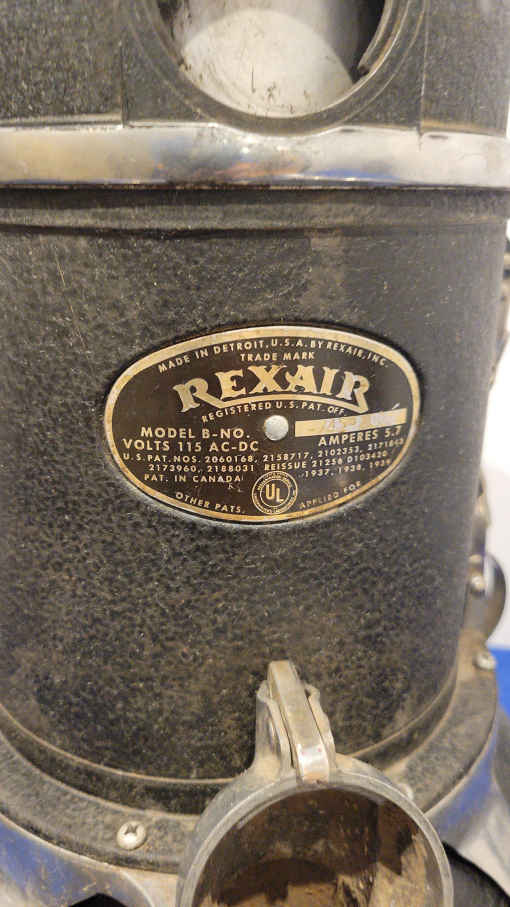 MADE IN DETROIT, U.S.A. BY REXAIR, INC.
TRADE MARK
REXAIR
REGISTERED U.S. PAT. OFF.
MODEL B-NO.
VOLTS 115 AC-DC AMPERES 5.7
U.S. PAT. NOS. 2060168, 2158717, 2102353, 2171843
2173960, 2188031 REISSUE 21256 D103430
PAT. IN CANADA 1937, 1938, 1939
UL
OTHER PATS. APPLIED FOR